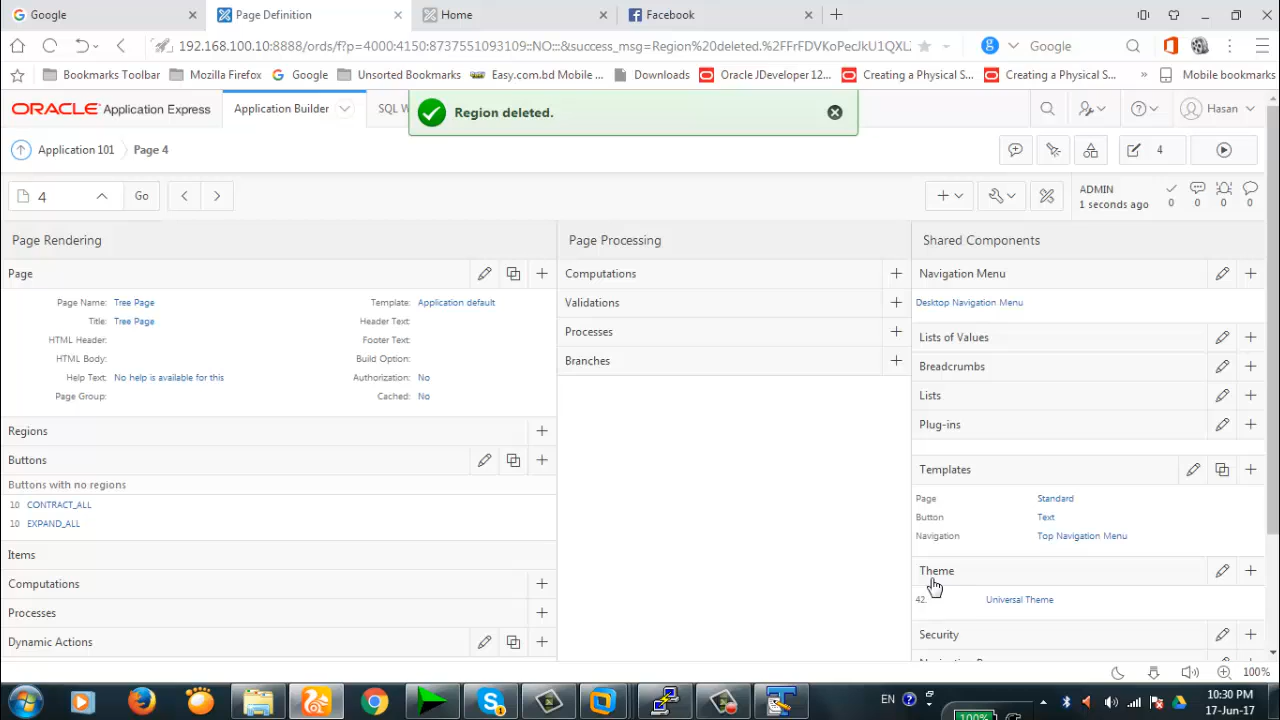 Google
Page Definition
Home
Facebook
192.168.100.10:8868/ords/f?p=4000:4150:8737551093109::NO:::&success_msg=Region%20deleted.%2FFrFDVKoPecJkU1QXLZ
Google
Bookmarks Toolbar
Mozilla Firefox
Google
Unsorted Bookmarks
Easy.com.bd Mobile ...
Downloads
Oracle JDeveloper 12...
Creating a Physical S...
Creating a Physical S...
»
Mobile bookmarks
ORACLE Application Express
Application Builder
SQL W
Region deleted.
Hasan
Application 101
Page 4
4
4
Go
ADMIN
1 seconds ago
0 0 0 0
Page Rendering
Page
Page Name: Tree Page
Title: Tree Page
HTML Header:
HTML Body:
Help Text: No help is available for this
Page Group:
Template: Application default
Header Text:
Footer Text:
Build Option:
Authorization: No
Cached: No
Regions
Buttons
Buttons with no regions
10 CONTRACT_ALL
10 EXPAND_ALL
Items
Computations
Processes
Dynamic Actions
Page Processing
Computations
Validations
Processes
Branches
Shared Components
Navigation Menu
Desktop Navigation Menu
Lists of Values
Breadcrumbs
Lists
Plug-ins
Templates
Page Standard
Button Text
Navigation Top Navigation Menu
Theme
42. Universal Theme
Security
100%
EN
10:30 PM
17-Jun-17
100%